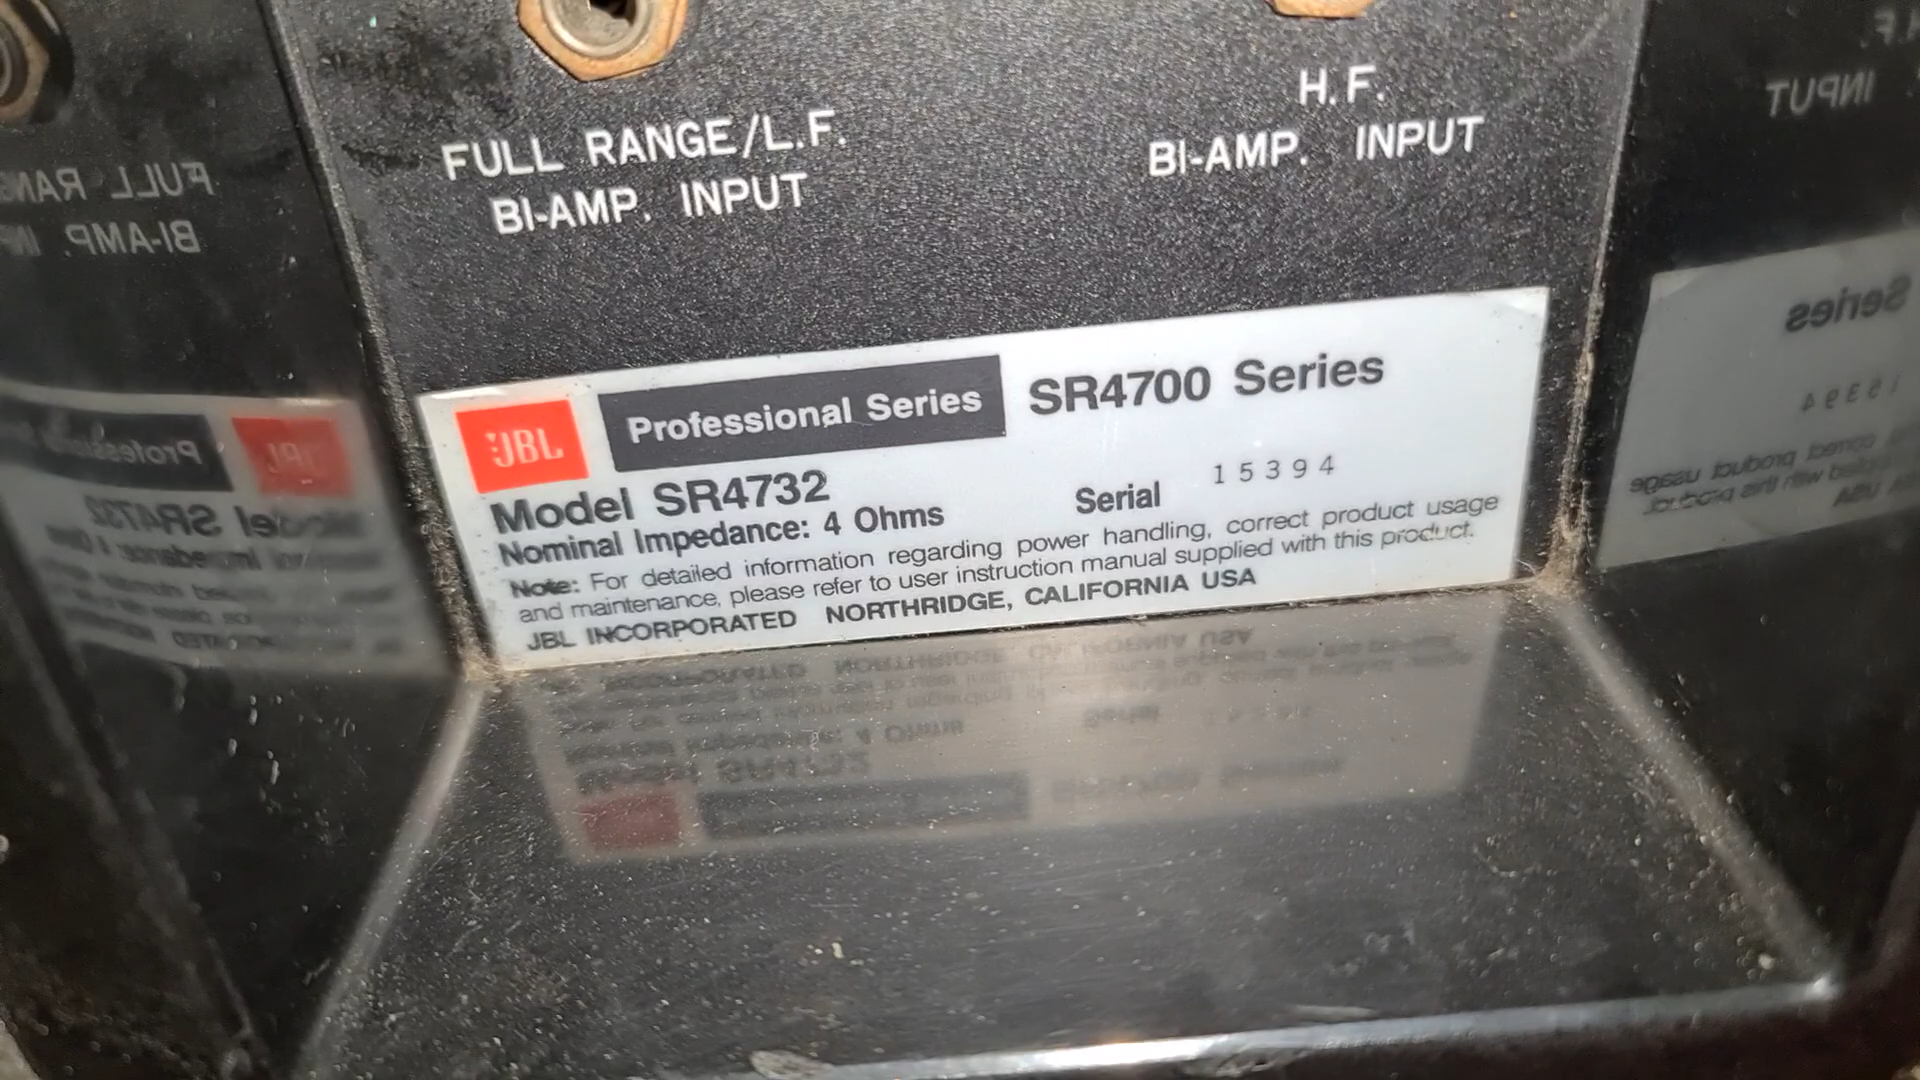 FULL RANGE/L.F.
BI-AMP. INPUT
H.F.
BI-AMP. INPUT
JBL Professional Series SR4700 Series
Model SR4732
Nominal Impedance: 4 Ohms
Serial 15394
Note: For detailed information regarding power handling, correct product usage
and maintenance, please refer to user instruction manual supplied with this product.
JBL INCORPORATED NORTHRIDGE, CALIFORNIA USA